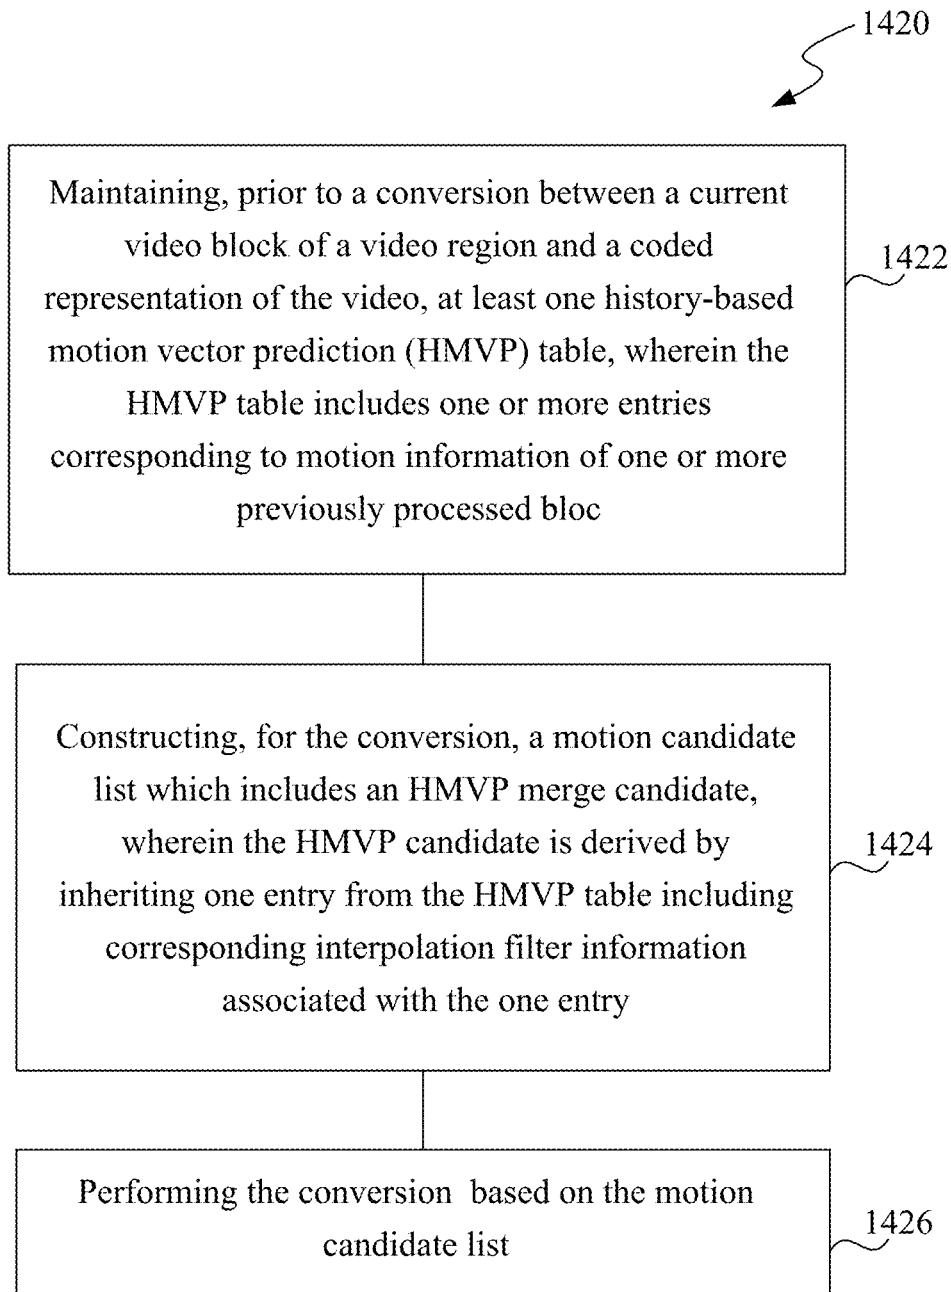 1420
Maintaining, prior to a conversion between a current
video block of a video region and a coded
representation of the video, at least one history-based
motion vector prediction (HMVP) table, wherein the
HMVP table includes one or more entries
corresponding to motion information of one or more
previously processed bloc
1422
Constructing, for the conversion, a motion candidate
list which includes an HMVP merge candidate,
wherein the HMVP candidate is derived by
inheriting one entry from the HMVP table including
corresponding interpolation filter information
associated with the one entry
1424
Performing the conversion based on the motion
candidate list
1426